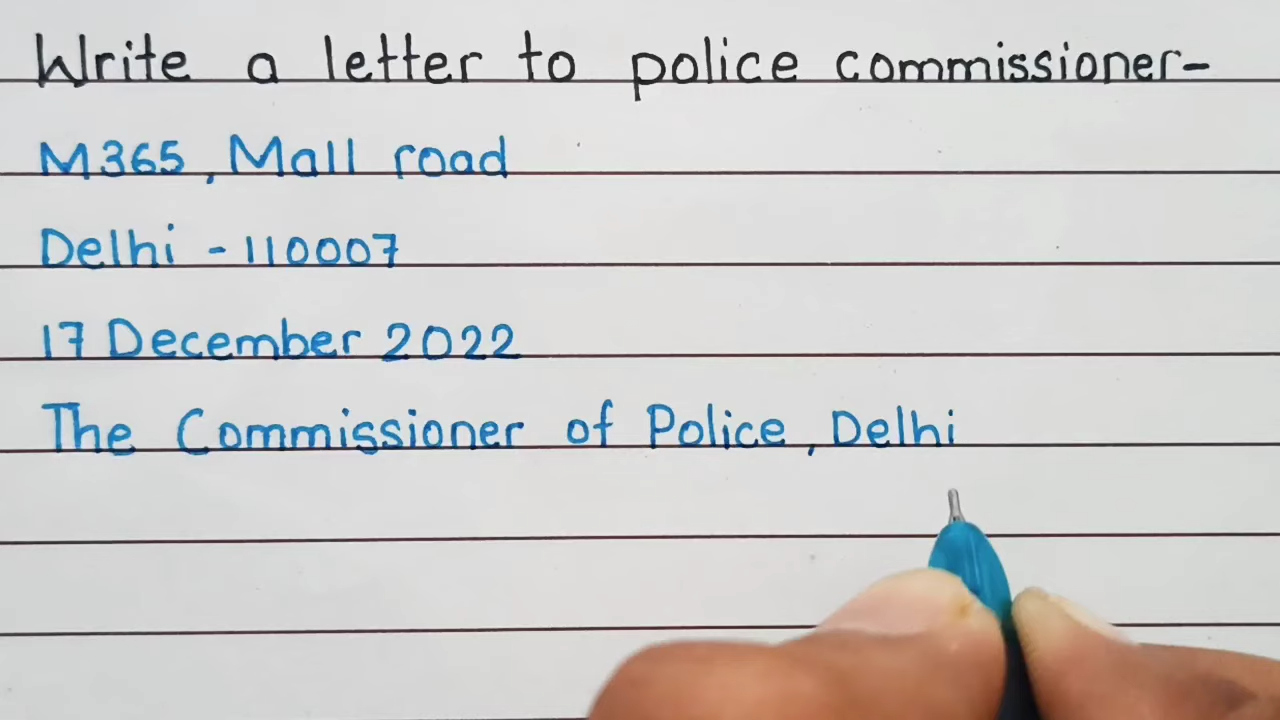 Write a letter to police commissioner-
M365, Mall road
Delhi - 110007
17 December 2022
The Commissioner of Police, Delhi